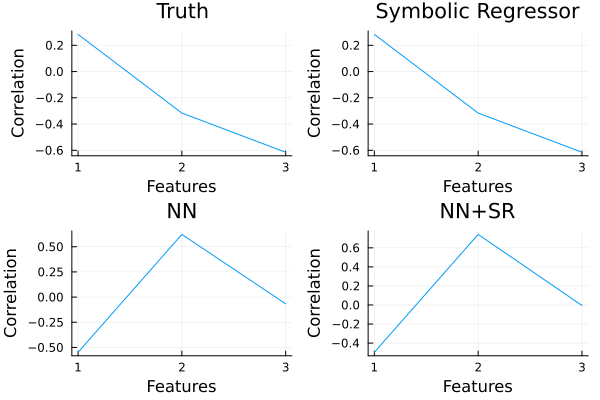 Truth
Correlation
0.2
0.0
−0.2
−0.4
−0.6
1
2
3
Features
Symbolic Regressor
Correlation
0.2
0.0
−0.2
−0.4
−0.6
1
2
3
Features
NN
Correlation
0.50
0.25
0.00
−0.25
−0.50
1
2
3
Features
NN+SR
Correlation
0.6
0.4
0.2
0.0
−0.2
−0.4
1
2
3
Features